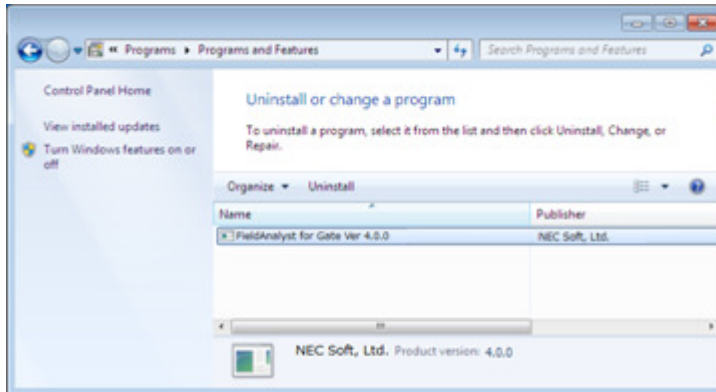 « Programs ▸ Programs and Features
Search Programs and Features
Control Panel Home
View installed updates
Turn Windows features on or
off
Uninstall or change a program
To uninstall a program, select it from the list and then click Uninstall, Change, or
Repair.
Organize Uninstall
Name Publisher
FieldAnalyst for Gate Ver 4.0.0 NEC Soft, Ltd.
NEC Soft, Ltd. Product version: 4.0.0